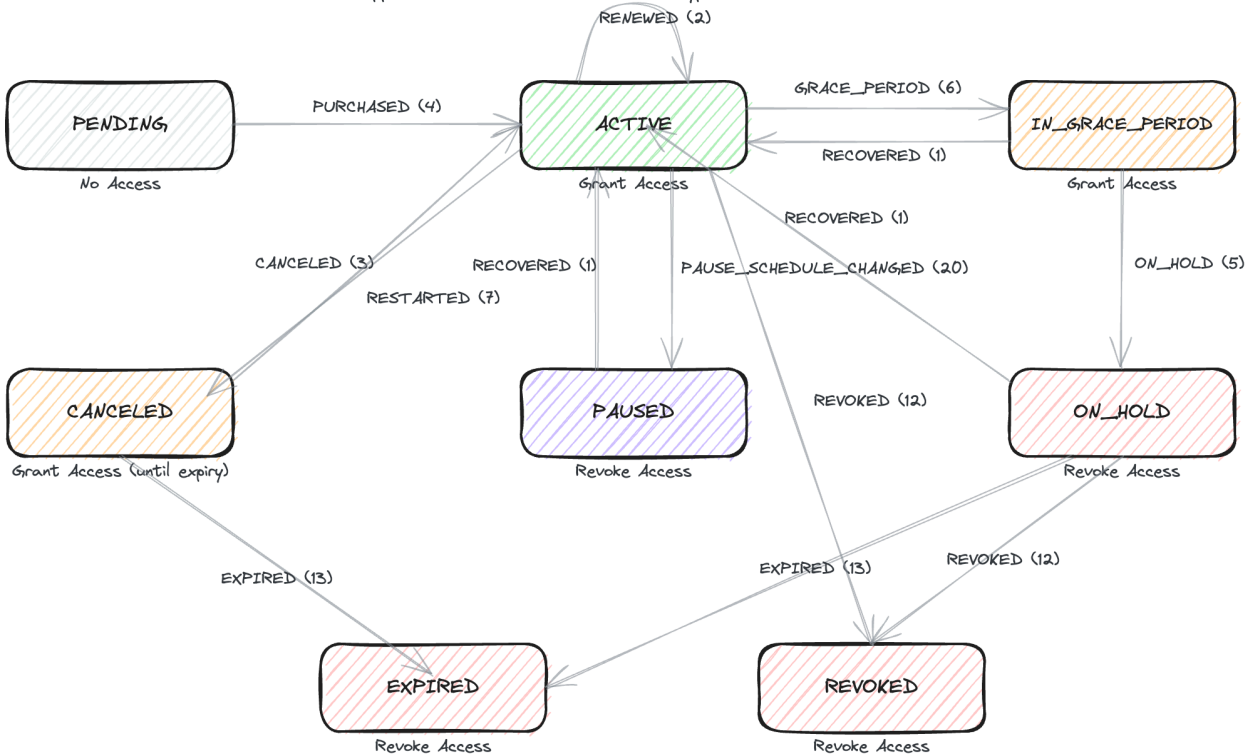 RENEWED (2)
PENDING
PURCHASED (4)
ACTIVE
GRACE_PERIOD (6)
IN_GRACE_PERIOD
RECOVERED (1)
No Access
Grant Access
Grant Access
RECOVERED (1)
CANCELED (3)
RECOVERED (1)
PAUSE_SCHEDULE_CHANGED (20)
ON_HOLD (5)
RESTARTED (7)
CANCELED
PAUSED
REVOKED (12)
ON_HOLD
Grant Access (until expiry)
Revoke Access
Revoke Access
EXPIRED (13)
EXPIRED (13)
REVOKED (12)
EXPIRED
REVOKED
Revoke Access
Revoke Access